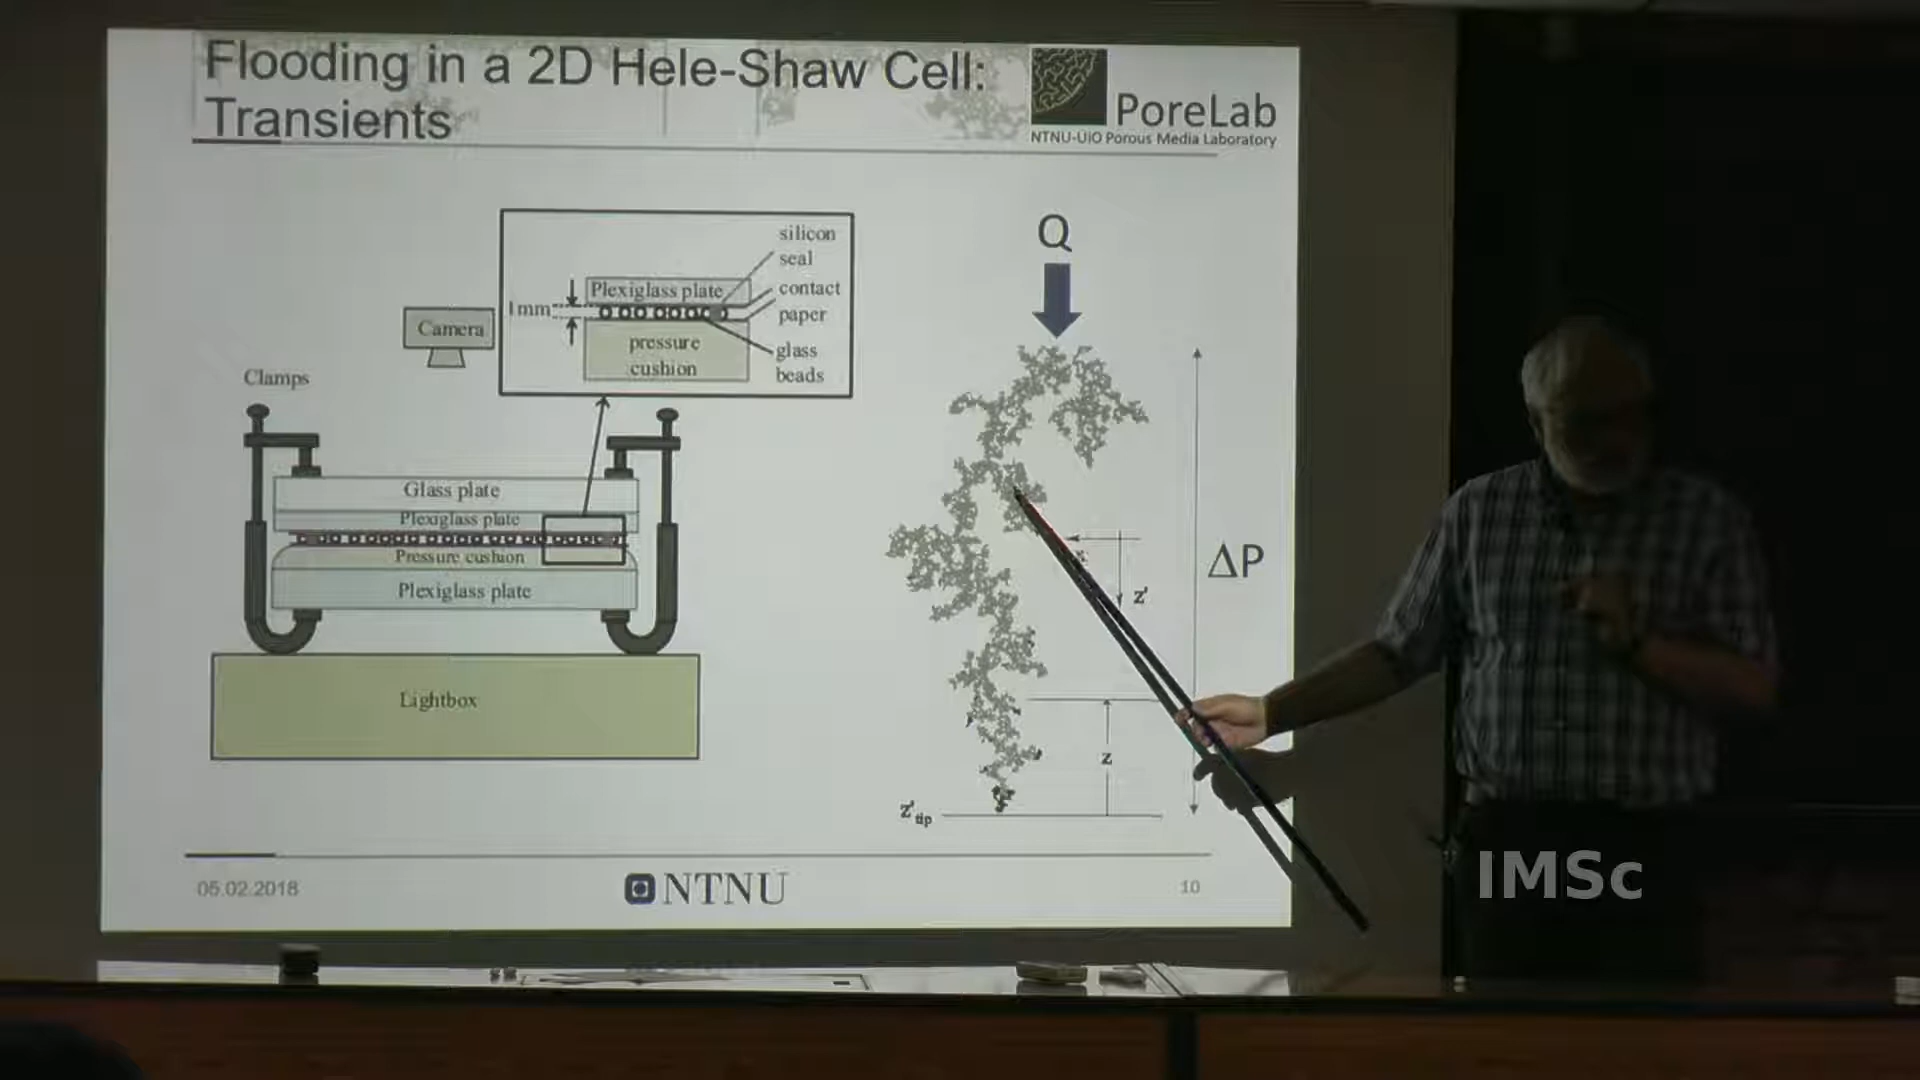 Flooding in a 2D Hele-Shaw Cell:
Transients
PoreLab
NTNU-UiO Porous Media Laboratory
silicon
seal
Plexiglass plate
contact
paper
1mm
pressure
cushion
glass
beads
Camera
Clamps
Glass plate
Plexiglass plate
Pressure cushion
Plexiglass plate
Lightbox
Q
ΔP
z'
z
z'tip
05.02.2018
NTNU
10
IMSc